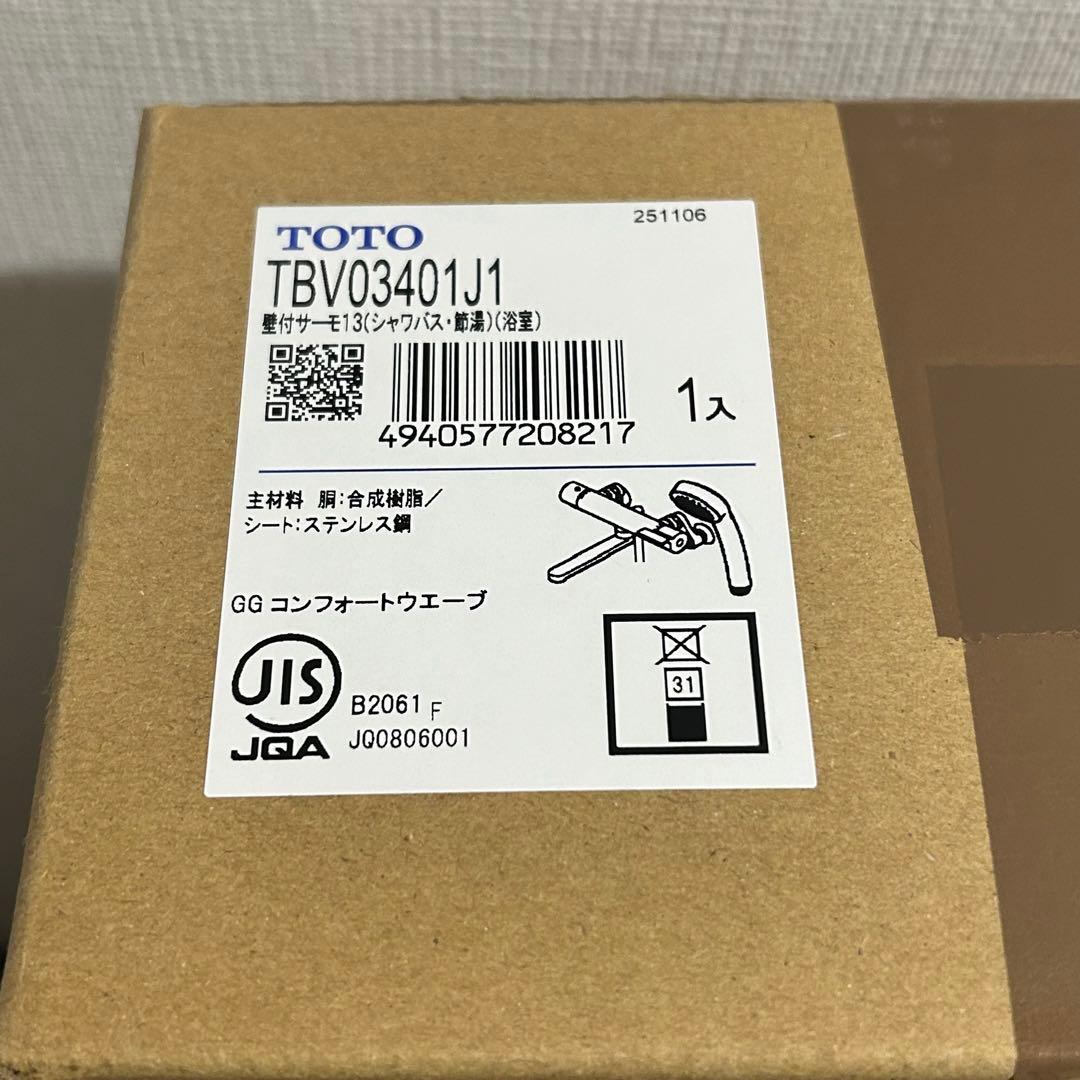 251106
TOTO
TBV03401J1
壁付サーモ13(シャワバス・節湯)(浴室)
4940577208217
1入
主材料 胴:合成樹脂/
シート:ステンレス鋼
GG コンフォートウエーブ
JIS
JQA
B2061 F
JQ0806001
31